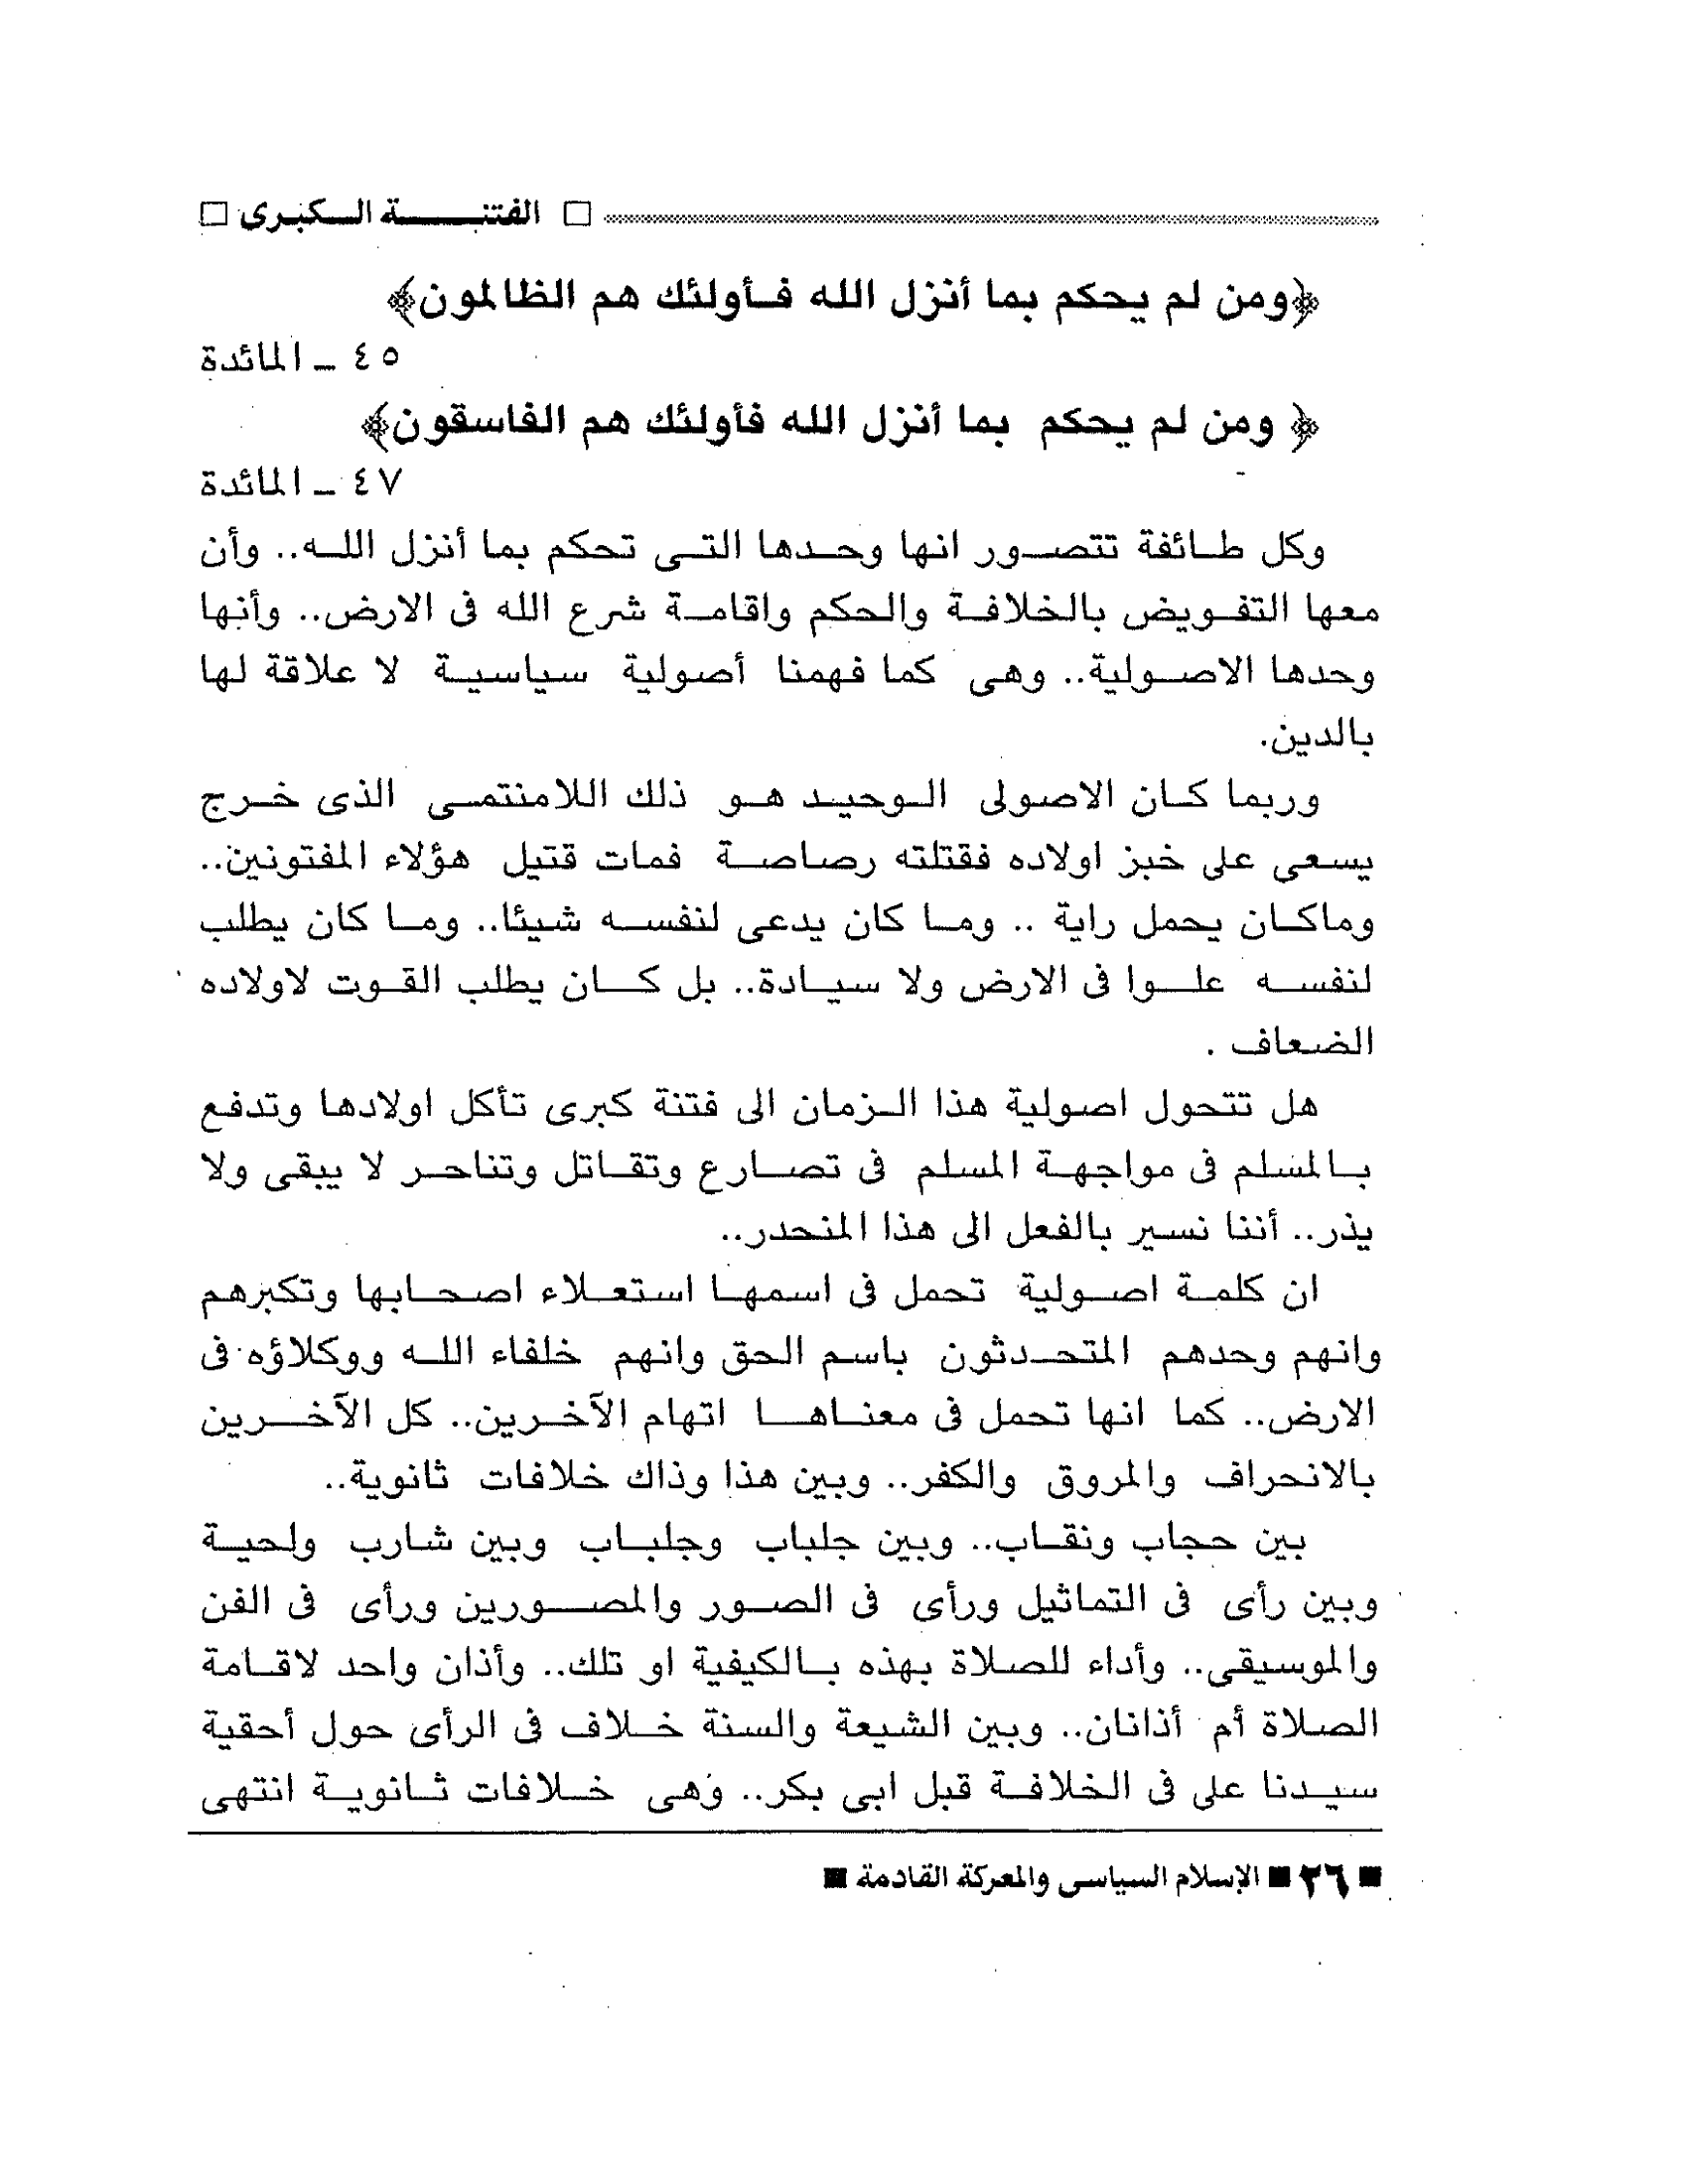 □ الفتنـــــة الـــكبـرى □
﴿ومن لم يحكم بما أنزل الله فـأولئك هم الظالمون﴾
٤٥ ــ المائدة
﴿ ومن لم يحكم بما أنزل الله فأولئك هم الفاسقون﴾
٤٧ ــ المائدة
وكل طـائفة تتصـور انها وحـدها التـى تحكم بما أنزل اللـه.. وأن
معها التفـويض بالخلافـة والحكم واقامـة شرع الله فى الارض.. وأنها
وحدها الاصـولية.. وهى كما فهمنا أصولية سياسيـة لا علاقة لها
بالدين.
وربما كـان الاصولى الـوحيـد هـو ذلك اللامنتمـى الذى خـرج
يسعى على خبز اولاده فقتلته رصاصـة فمات قتيل هؤلاء المفتونين..
وماكـان يحمل راية .. ومـا كان يدعى لنفسـه شيئا.. ومـا كان يطلب
لنفسـه علـوا فى الارض ولا سيـادة.. بل كـان يطلب القـوت لاولاده
الضعاف .
هل تتحول اصولية هذا الـزمان الى فتنة كبرى تأكل اولادها وتدفع
بـالمسلم فى مواجهـة المسلم فى تصـارع وتقـاتل وتناحـر لا يبقى ولا
يذر.. أننا نسير بالفعل الى هذا المنحدر..
ان كلمـة اصـولية تحمل فى اسمهـا استعـلاء اصحـابها وتكبرهم
وانهم وحدهم المتحـدثون باسم الحق وانهم خلفاء اللـه ووكلاؤه فى
الارض.. كما انها تحمل فى معنـاهـا اتهام الآخـرين.. كل الآخـرين
بالانحراف والمروق والكفر.. وبين هذا وذاك خلافات ثانوية..
بين حجاب ونقـاب.. وبين جلباب وجلبـاب وبين شارب ولحيـة
وبين رأى فى التماثيل ورأى فى الصـور والمصـورين ورأى فى الفن
والموسيقى.. وأداء للصلاة بهذه بـالكيفية او تلك.. وأذان واحد لاقـامة
الصلاة أم أذانان.. وبين الشيعة والسنة خـلاف فى الرأى حول أحقية
سيـدنا على فى الخلافـة قبل ابى بكر.. وهى خـلافات ثـانويـة انتهى
■ ٣٦ ■ الإسلام السياسى والمعركة القادمة ■